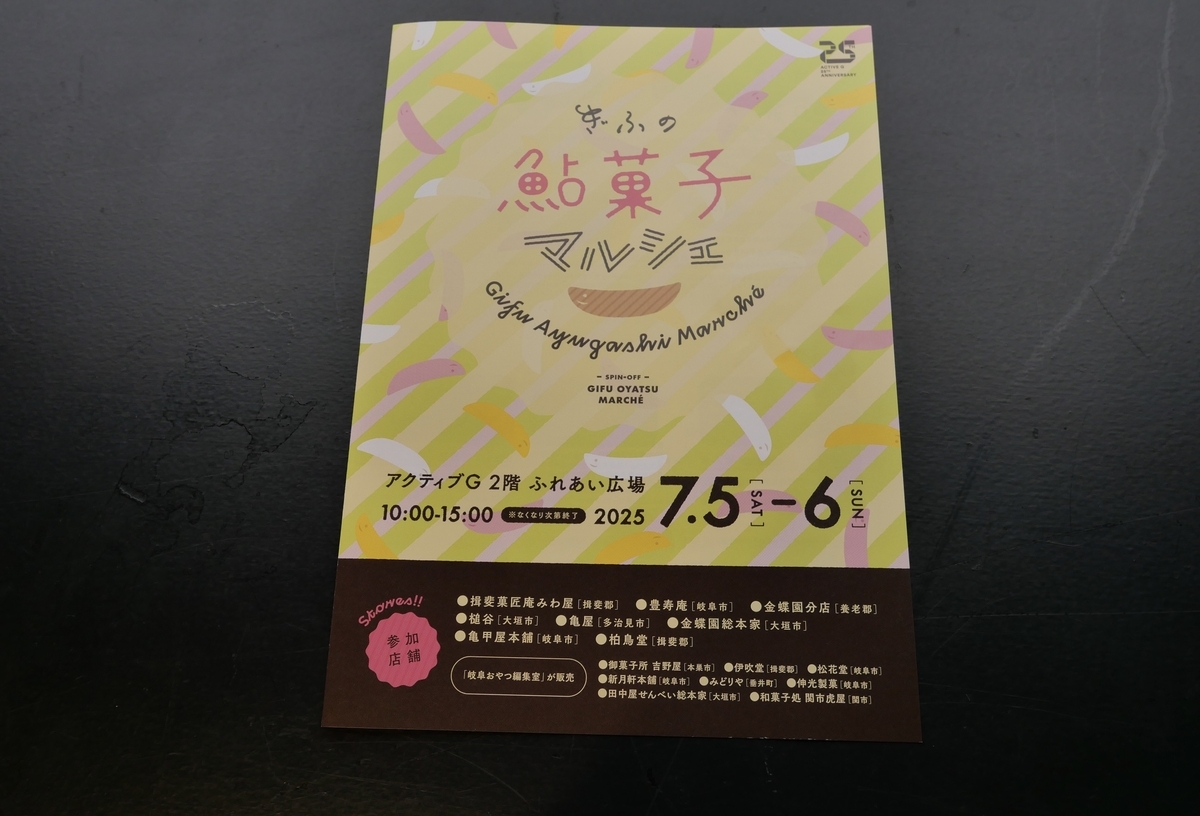 25
ACTIVE G
25TH
ANNIVERSARY
ぎふの
鮎菓子
マルシェ
Gifu Ayugashi Marché
– SPIN-OFF –
GIFU OYATSU
MARCHÉ
アクティブG 2階 ふれあい広場
10:00-15:00 ※なくなり次第終了 2025 7.5 [SAT] – 6 [SUN]
Stores!!
参加
店舗
●揖斐菓匠庵みわ屋[揖斐郡] ●豊寿庵[岐阜市] ●金蝶園分店[養老郡]
●槌谷[大垣市] ●亀屋[多治見市] ●金蝶園総本家[大垣市]
●亀甲屋本舗[岐阜市] ●柏鳥堂[揖斐郡]
「岐阜おやつ編集室」が販売
●御菓子所 吉野屋[本巣市] ●伊吹堂[揖斐郡] ●松花堂[岐阜市]
●新月軒本舗[岐阜市] ●みどりや[垂井町] ●伸光製菓[岐阜市]
●田中屋せんべい総本家[大垣市] ●和菓子処 関市虎屋[関市]